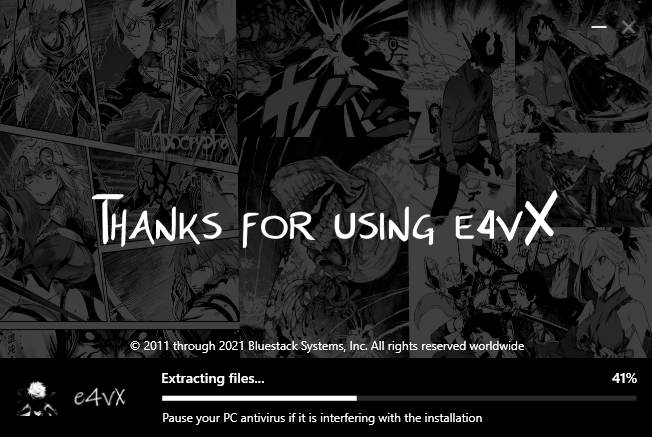 Apocrypha
THANKS FOR USING E4VX
© 2011 through 2021 Bluestack Systems, Inc. All rights reserved worldwide
Extracting files...
41%
e4vX
Pause your PC antivirus if it is interfering with the installation